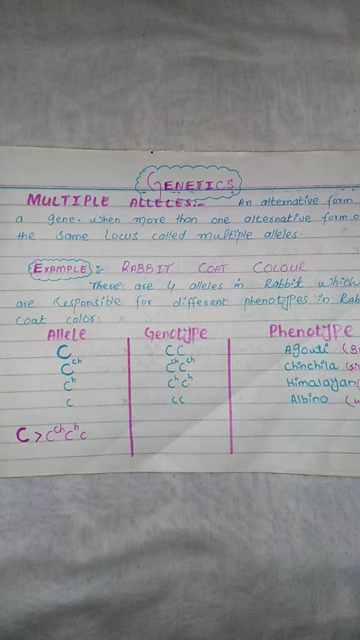 GENETICS
MULTIPLE ALLELES:- An alternative form
a gene. when more than one alternative form
the same Locus called multiple alleles.
EXAMPLE:- RABBIT COAT COLOUR
There are 4 alleles in Rabbit which
are responsible for different phenotypes in Rab
coat color.
Allele Genotype Phenotype
C CC Agouti
Cᶜʰ CᶜʰCᶜʰ Chinchila
Cʰ CʰCʰ Himalayan
c cc Albino
C > CᶜʰCʰc